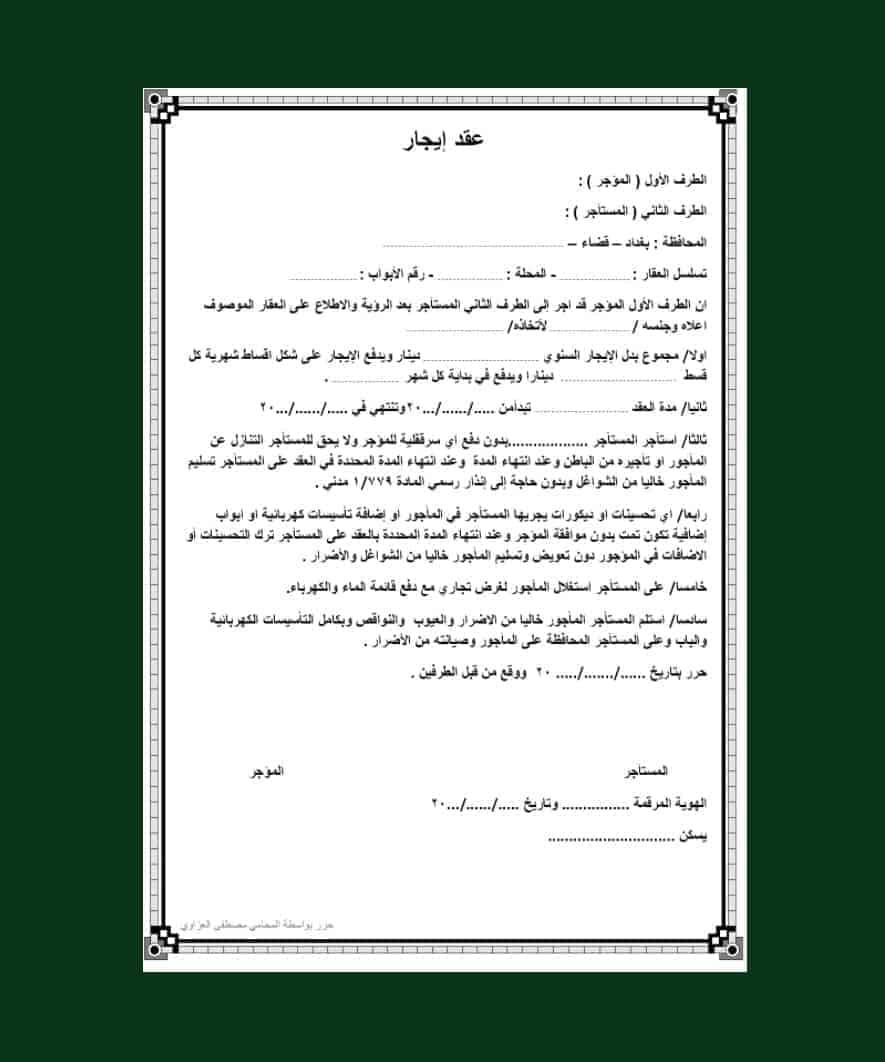 عقد إيجار
الطرف الأول ( المؤجر ) :
الطرف الثاني ( المستأجر ) :
المحافظة : بغداد – قضاء – ..............................
تسلسل العقار : ............... - المحلة : ............... - رقم الأبواب : ...............
ان الطرف الأول المؤجر قد اجر إلى الطرف الثاني المستأجر بعد الرؤية والاطلاع على العقار الموصوف
اعلاه وجنسه / ............... لأتخاذه/ ...............
اولا/ مجموع بدل الإيجار السنوي .................... دينار ويدفع الإيجار على شكل اقساط شهرية كل
قسط .................... دينارا ويدفع في بداية كل شهر ............ .
ثانيا/ مدة العقد ............... تبدأمن ...../....../...٢٠وتنتهي في ...../....../...٢٠
ثالثا/ استأجر المستأجر ...................بدون دفع اي سرقفلية للمؤجر ولا يحق للمستأجر التنازل عن
المأجور او تأجيره من الباطن وعند انتهاء المدة وعند انتهاء المدة المحددة في العقد على المستأجر تسليم
المأجور خاليا من الشواغل وبدون حاجة إلى إنذار رسمي المادة ١/٧٧٩ مدني .
رابعا/ اي تحسينات او ديكورات يجريها المستأجر في المأجور او إضافة تأسيسات كهربائية او ابواب
إضافية تكون تمت بدون موافقة المؤجر وعند انتهاء المدة المحددة بالعقد على المستأجر ترك التحسينات أو
الاضافات في المؤجور دون تعويض وتسليم المأجور خاليا من الشواغل والأضرار .
خامسا/ على المستأجر استغلال المأجور لغرض تجاري مع دفع قائمة الماء والكهرباء.
سادسا/ استلم المستأجر المأجور خاليا من الاضرار والعيوب والنواقص وبكامل التأسيسات الكهربائية
والباب وعلى المستأجر المحافظة على المأجور وصيانته من الأضرار .
حرر بتاريخ ....../......./..... ٢٠ ووقع من قبل الطرفين .
المستأجر المؤجر
الهوية المرقمة ................ وتاريخ ...../....../...٢٠
يسكن ..............................
حرر بواسطة المحامي مصطفى العزاوي